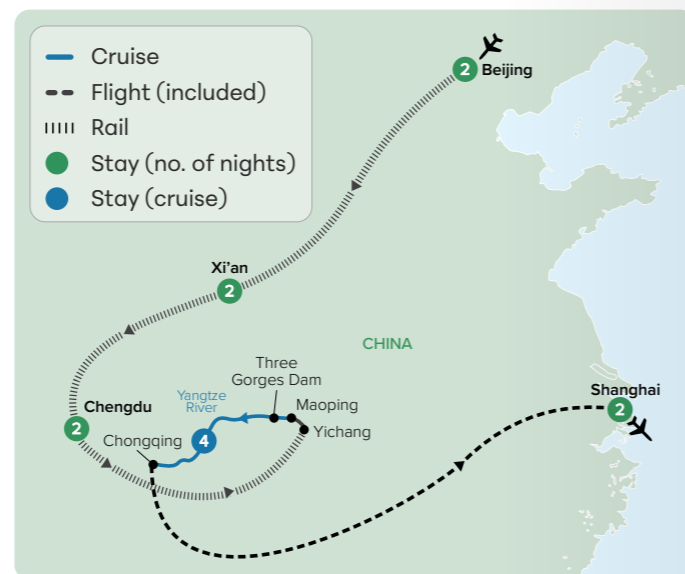 Cruise
Flight (included)
Rail
Stay (no. of nights)
Stay (cruise)
2
Beijing
Xi'an
2
CHINA
Three
Gorges Dam
Yangtze
River
Maoping
Shanghai
2
Chengdu
2
Chongqing
4
Yichang